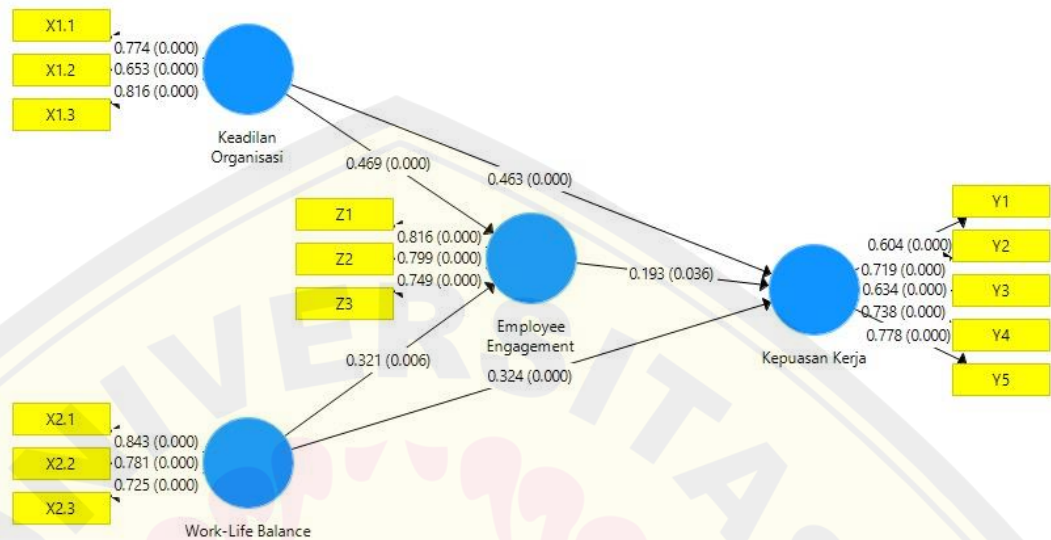 X1.1
0.774 (0.000)
X1.2
0.653 (0.000)
0.816 (0.000)
X1.3
Keadilan
Organisasi
0.469 (0.000)
0.463 (0.000)
Z1
0.816 (0.000)
Z2
0.799 (0.000)
0.749 (0.000)
Z3
Employee
Engagement
0.193 (0.036)
Y1
0.604 (0.000)
Y2
0.719 (0.000)
0.634 (0.000)
Y3
0.738 (0.000)
Y4
0.778 (0.000)
Y5
Kepuasan Kerja
0.321 (0.006)
0.324 (0.000)
X2.1
0.843 (0.000)
X2.2
0.781 (0.000)
0.725 (0.000)
X2.3
Work-Life Balance
UNIVERSITAS